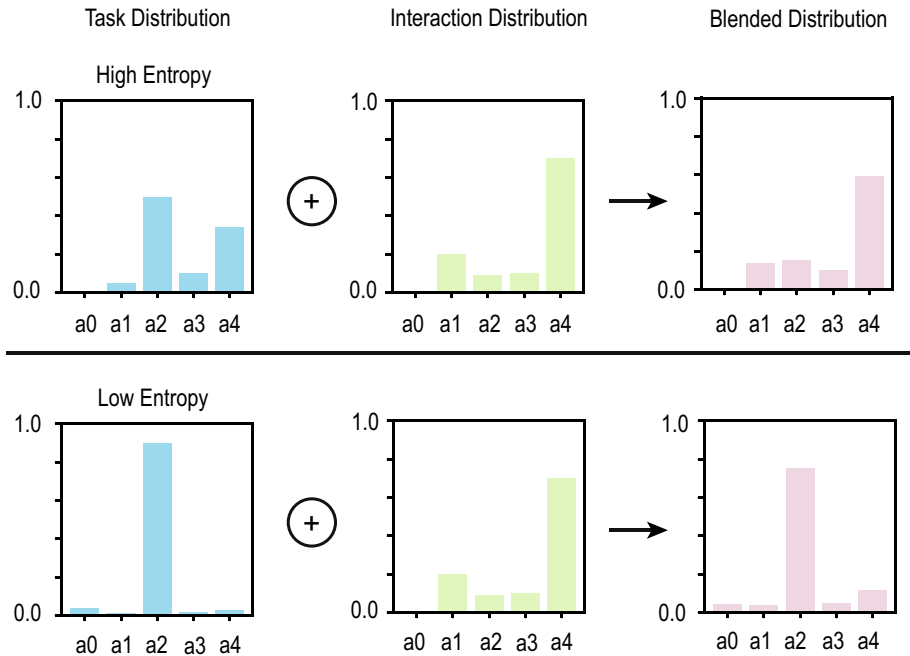 Task Distribution
Interaction Distribution
Blended Distribution
High Entropy
1.0
0.0
a0 a1 a2 a3 a4
+
1.0
0.0
a0 a1 a2 a3 a4
1.0
0.0
a0 a1 a2 a3 a4
Low Entropy
1.0
0.0
a0 a1 a2 a3 a4
+
1.0
0.0
a0 a1 a2 a3 a4
1.0
0.0
a0 a1 a2 a3 a4